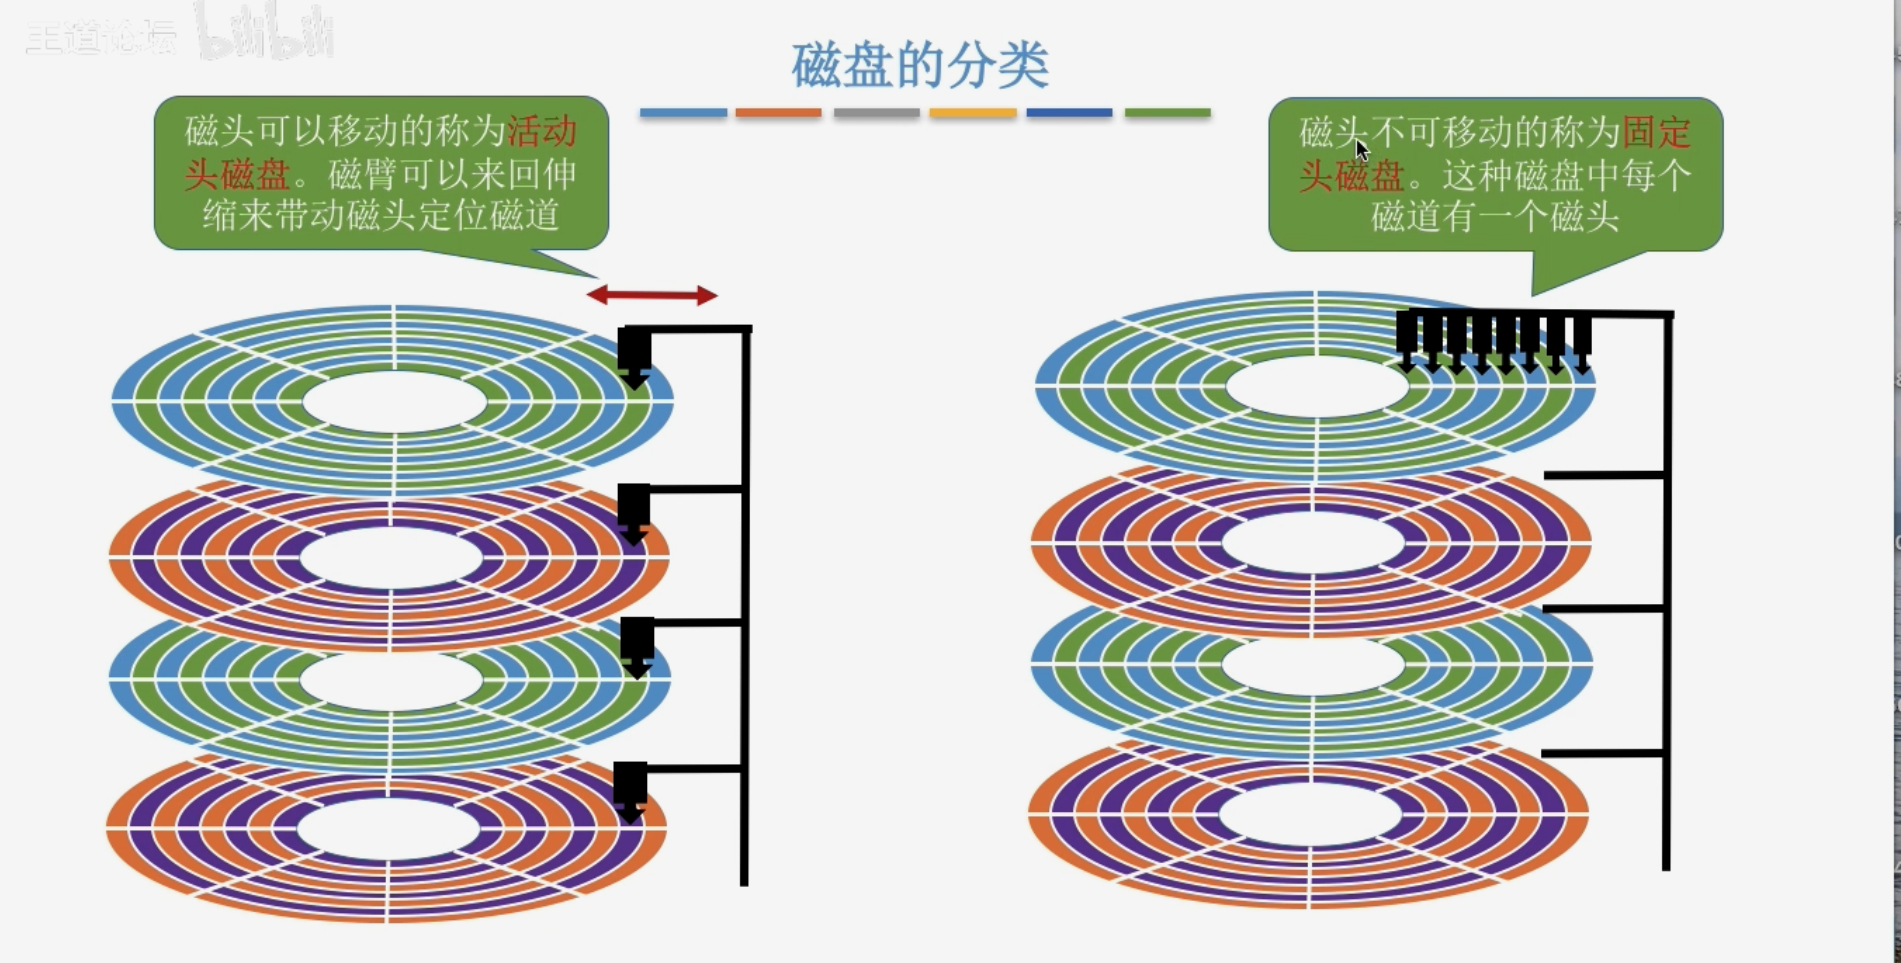 王道论坛 bilibili
磁盘的分类
磁头可以移动的称为活动
头磁盘。磁臂可以来回伸
缩来带动磁头定位磁道
磁头不可移动的称为固定
头磁盘。这种磁盘中每个
磁道有一个磁头